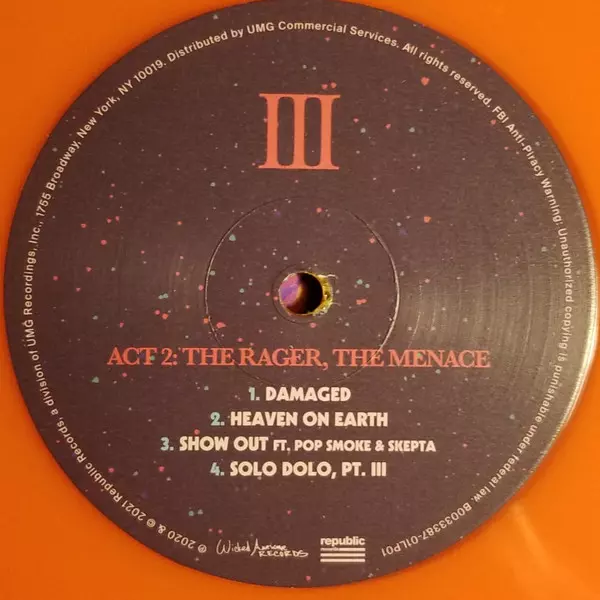 III
ACT 2: THE RAGER, THE MENACE
1. DAMAGED
2. HEAVEN ON EARTH
3. SHOW OUT FT. POP SMOKE & SKEPTA
4. SOLO DOLO, PT. III
Wicked Awesome RECORDS
republic
RECORDS
℗ 2020 & © 2021 Republic Records, a division of UMG Recordings, Inc., 1755 Broadway, New York, NY 10019. Distributed by UMG Commercial Services. All rights reserved. FBI Anti-Piracy Warning: Unauthorized copying is punishable under federal law. B0033387-01LP01